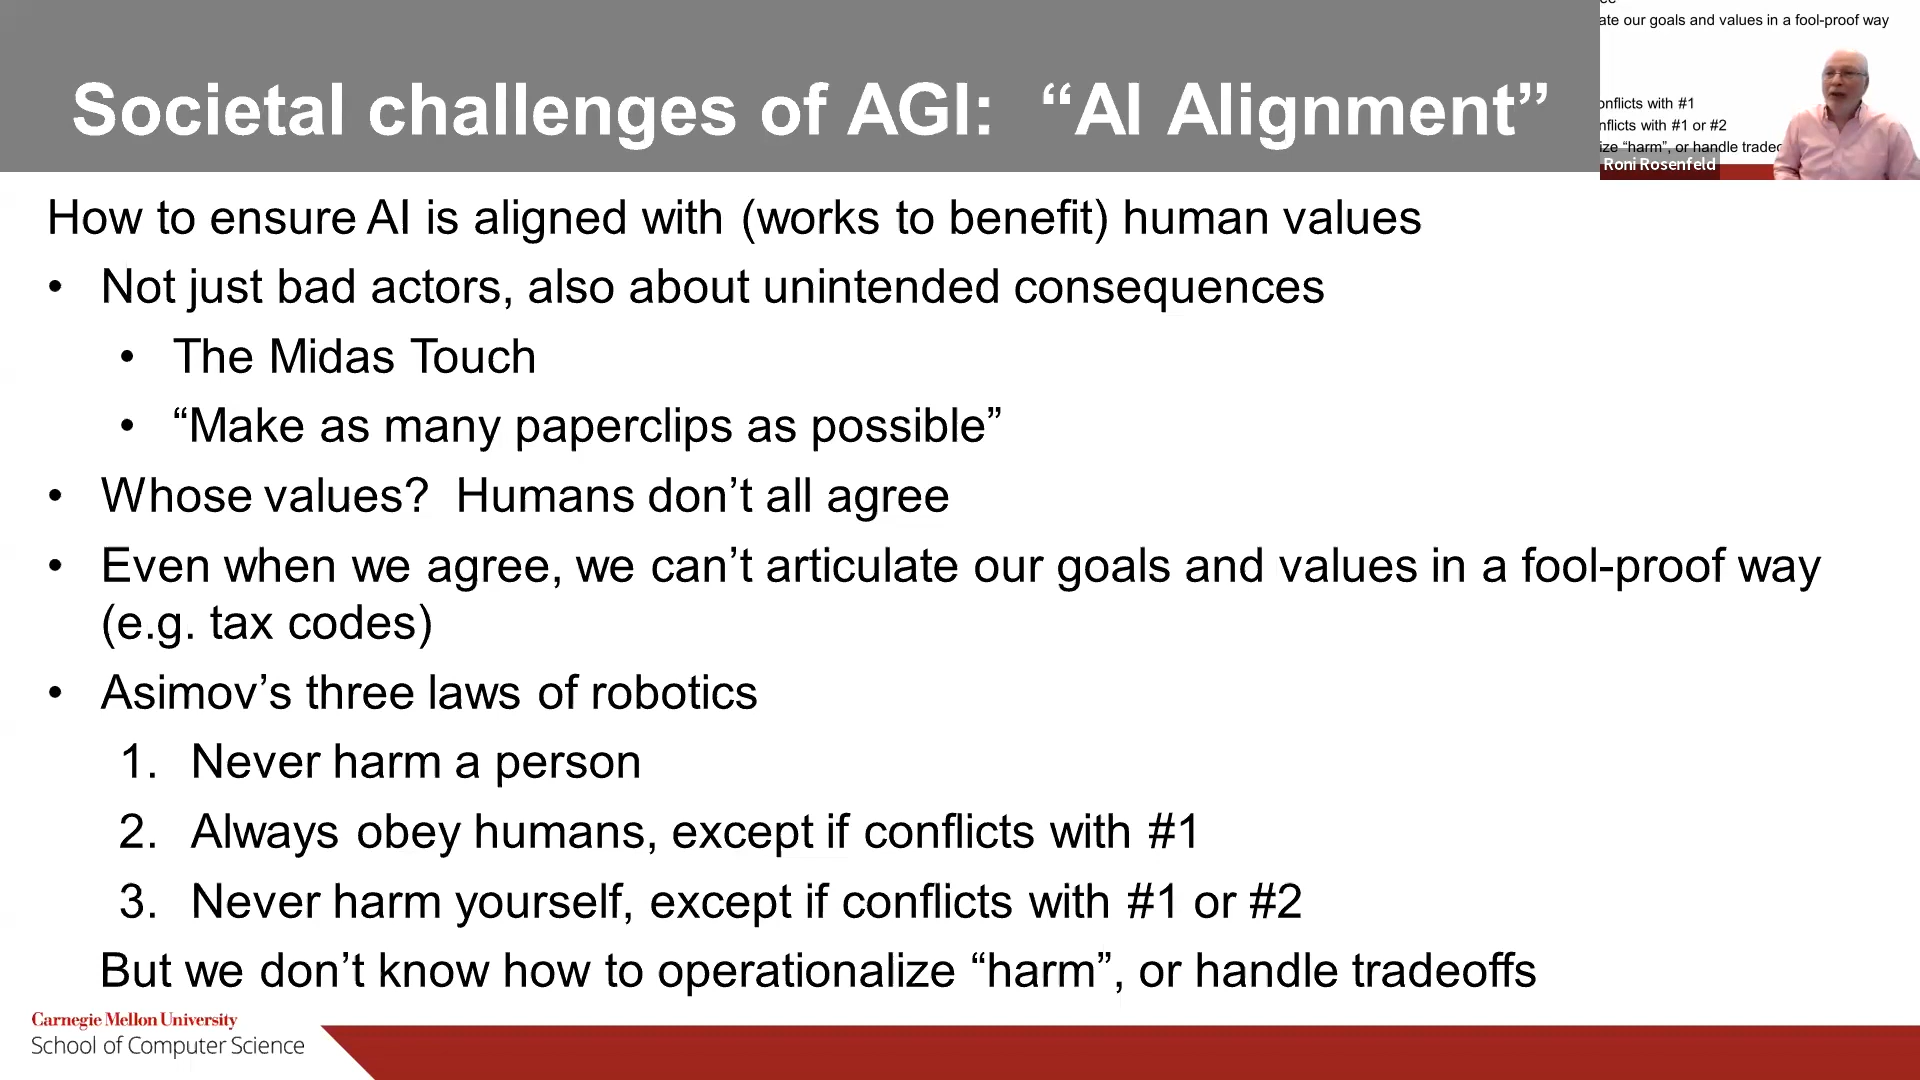 Societal challenges of AGI: “AI Alignment”
ate our goals and values in a fool-proof way
onflicts with #1
nflicts with #1 or #2
ize “harm”, or handle tradeo
Roni Rosenfeld
How to ensure AI is aligned with (works to benefit) human values
• Not just bad actors, also about unintended consequences
• The Midas Touch
• “Make as many paperclips as possible”
• Whose values? Humans don’t all agree
• Even when we agree, we can’t articulate our goals and values in a fool-proof way
(e.g. tax codes)
• Asimov’s three laws of robotics
1. Never harm a person
2. Always obey humans, except if conflicts with #1
3. Never harm yourself, except if conflicts with #1 or #2
But we don’t know how to operationalize “harm”, or handle tradeoffs
Carnegie Mellon University
School of Computer Science